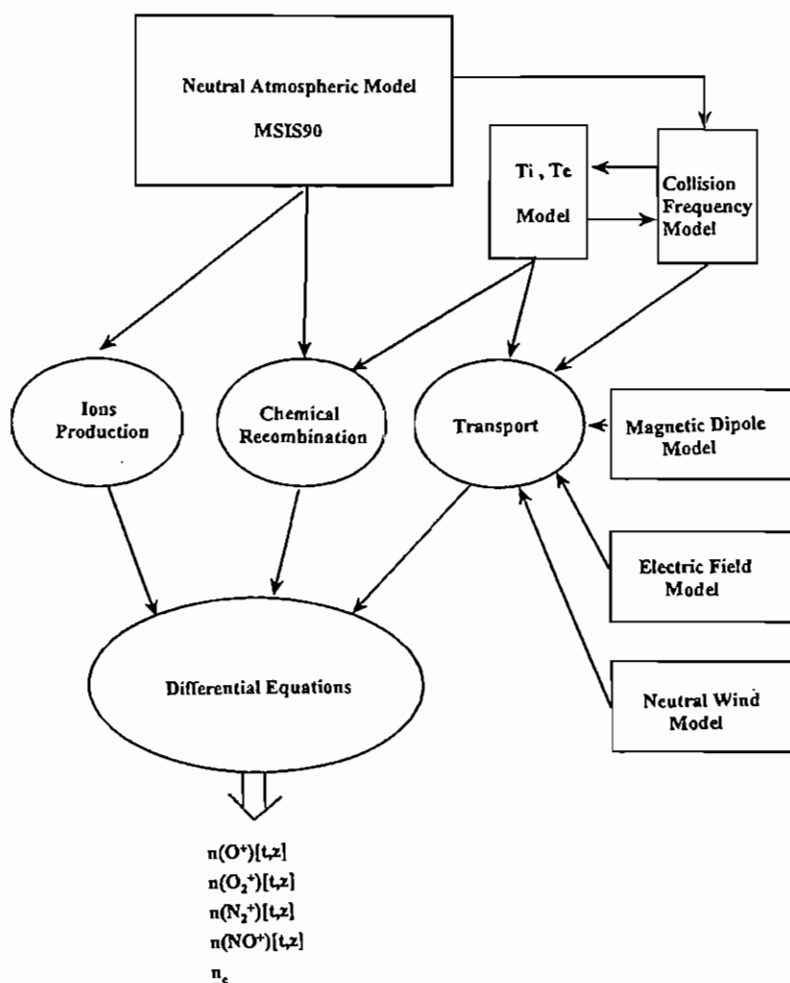 Neutral Atmospheric Model
MSIS90
Ti , Te
Model
Collision
Frequency
Model
Ions
Production
Chemical
Recombination
Transport
Magnetic Dipole
Model
Electric Field
Model
Neutral Wind
Model
Differential Equations
n(O⁺)[t,z]
n(O₂⁺)[t,z]
n(N₂⁺)[t,z]
n(NO⁺)[t,z]
nₑ